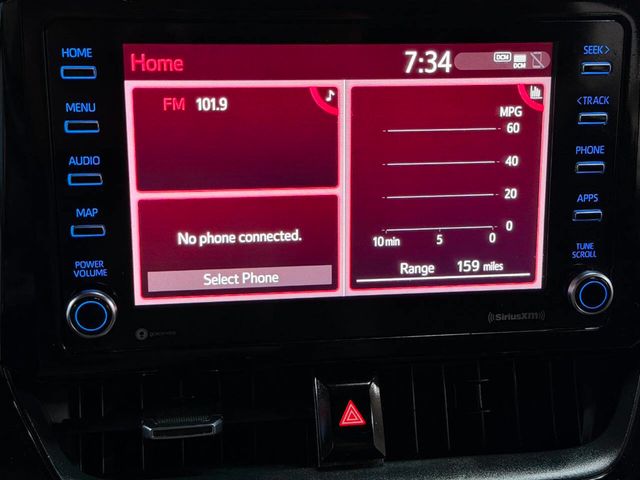 HOME
MENU
AUDIO
MAP
POWER
VOLUME
Home
7:34
DCM
DCM
FM 101.9
No phone connected.
Select Phone
MPG
60
40
20
0
10 min 5 0
Range 159 miles
SEEK >
< TRACK
PHONE
APPS
TUNE
SCROLL
SiriusXM